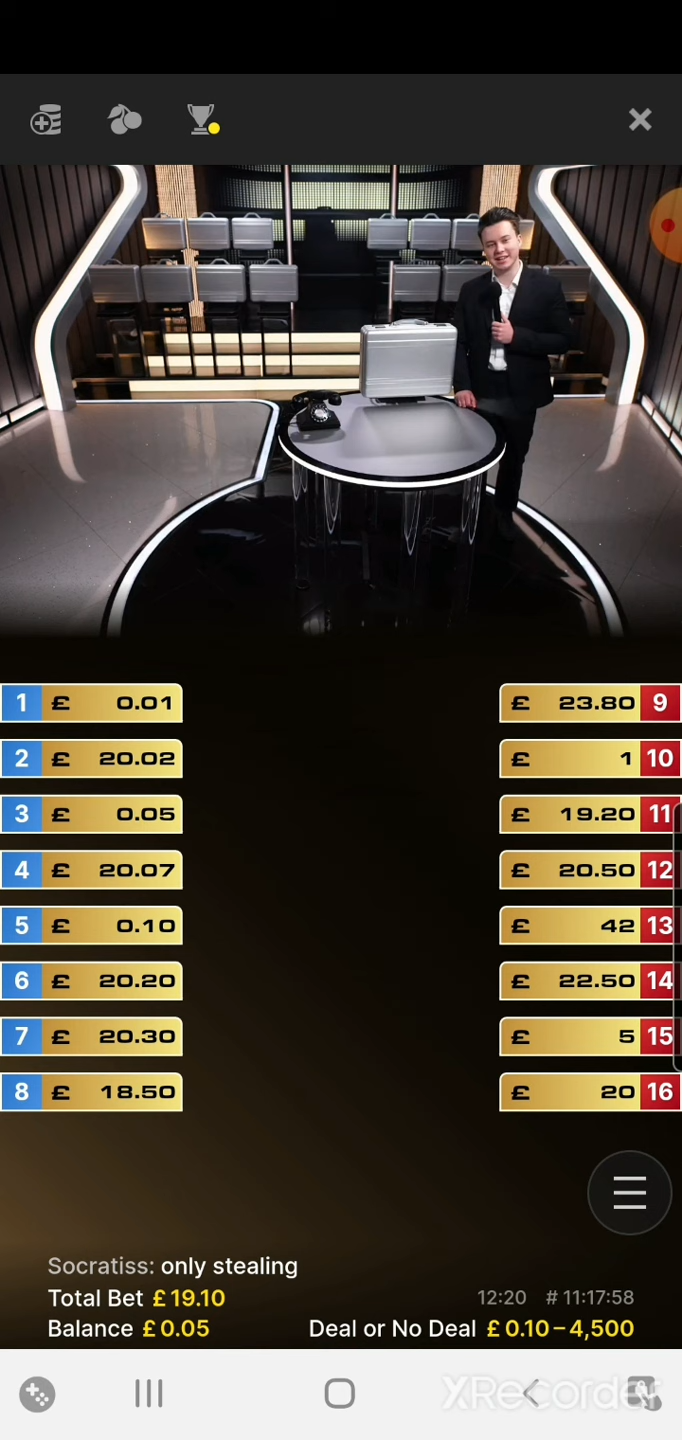 1 £ 0.01
£ 23.80 9
2 £ 20.02
£ 1 10
3 £ 0.05
£ 19.20 11
4 £ 20.07
£ 20.50 12
5 £ 0.10
£ 42 13
6 £ 20.20
£ 22.50 14
7 £ 20.30
£ 5 15
8 £ 18.50
£ 20 16
Socratiss: only stealing
Total Bet £19.10
12:20 # 11:17:58
Balance £0.05
Deal or No Deal £0.10–4,500
XRecorder